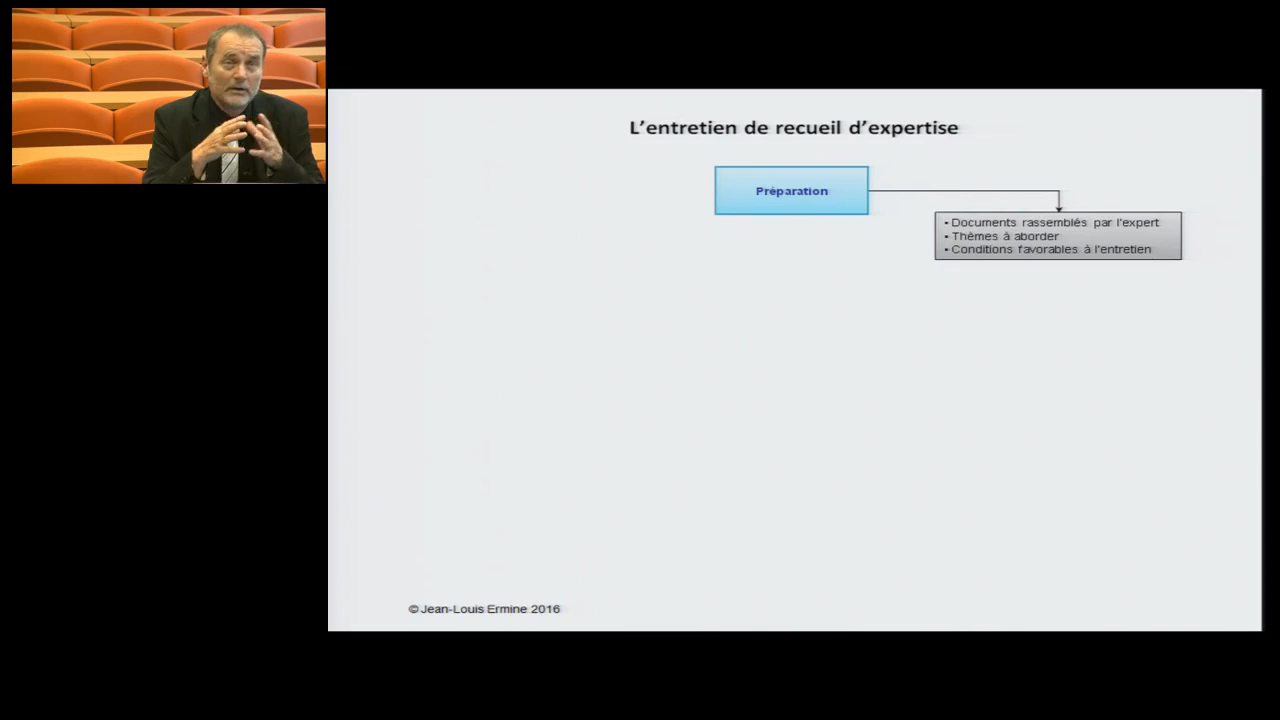 L'entretien de recueil d'expertise
Préparation
▪ Documents rassemblés par l'expert
▪ Thèmes à aborder
▪ Conditions favorables à l'entretien
© Jean-Louis Ermine 2016